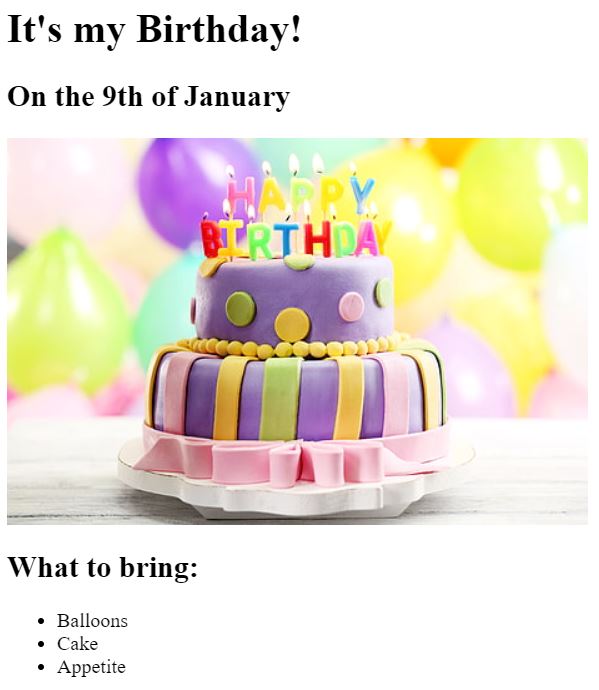 It's my Birthday!
On the 9th of January
HAPPY
BIRTHDAY
What to bring:
Balloons
Cake
Appetite